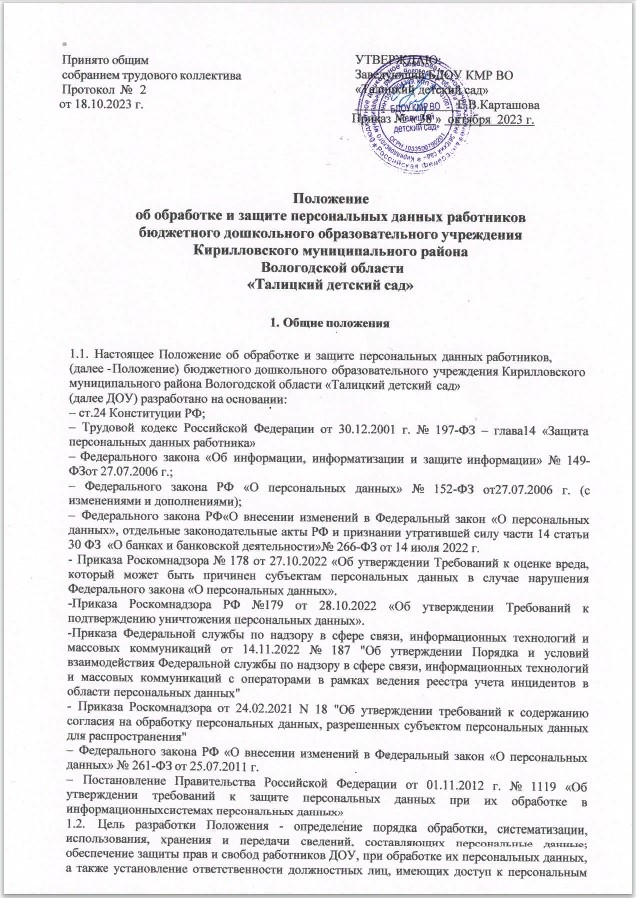 Принято общим
собранием трудового коллектива
Протокол № 2
от 18.10.2023 г.
УТВЕРЖДАЮ:
Заведующий БДОУ КМР ВО
«Талицкий детский сад»
Е.В.Карташова
Приказ № « 38 » октября 2023 г.
БДОУ КМР ВО
«Талицкий
детский сад»
ОГРН
Положение
об обработке и защите персональных данных работников
бюджетного дошкольного образовательного учреждения
Кирилловского муниципального района
Вологодской области
«Талицкий детский сад»
1. Общие положения
1.1. Настоящее Положение об обработке и защите персональных данных работников,
(далее -Положение) бюджетного дошкольного образовательного учреждения Кирилловского
муниципального района Вологодской области «Талицкий детский сад»
(далее ДОУ) разработано на основании:
– ст.24 Конституции РФ;
– Трудового кодекс Российской Федерации от 30.12.2001 г. № 197-ФЗ – глава14 «Защита
персональных данных работника»
– Федерального закона «Об информации, информатизации и защите информации» № 149-
ФЗот 27.07.2006 г.;
– Федерального закона РФ «О персональных данных» № 152-ФЗ от27.07.2006 г. (с
изменениями и дополнениями);
– Федерального закона РФ«О внесении изменений в Федеральный закон «О персональных
данных», отдельные законодательные акты РФ и признании утратившей силу части 14 статьи
30 ФЗ «О банках и банковской деятельности»№ 266-ФЗ от 14 июля 2022 г.
- Приказа Роскомнадзора № 178 от 27.10.2022 «Об утверждении Требований к оценке вреда,
который может быть причинен субъектам персональных данных в случае нарушения
Федерального закона «О персональных данных».
-Приказа Роскомнадзора РФ №179 от 28.10.2022 «Об утверждении Требований к
подтверждению уничтожения персональных данных».
-Приказа Федеральной службы по надзору в сфере связи, информационных технологий и
массовых коммуникаций от 14.11.2022 № 187 "Об утверждении Порядка и условий
взаимодействия Федеральной службы по надзору в сфере связи, информационных технологий
и массовых коммуникаций с операторами в рамках ведения реестра учета инцидентов в
области персональных данных"
- Приказа Роскомнадзора от 24.02.2021 N 18 "Об утверждении требований к содержанию
согласия на обработку персональных данных, разрешенных субъектом персональных данных
для распространения"
– Федерального закона РФ «О внесении изменений в Федеральный закон «О персональных
данных» № 261-ФЗ от 25.07.2011 г.
– Постановление Правительства Российской Федерации от 01.11.2012 г. № 1119 «Об
утверждении требований к защите персональных данных при их обработке в
информационныхсистемах персональных данных»
1.2. Цель разработки Положения - определение порядка обработки, систематизации,
использования, хранения и передачи сведений, составляющих персональные данные;
обеспечение защиты прав и свобод работников ДОУ, при обработке их персональных данных,
а также установление ответственности должностных лиц, имеющих доступ к персональным